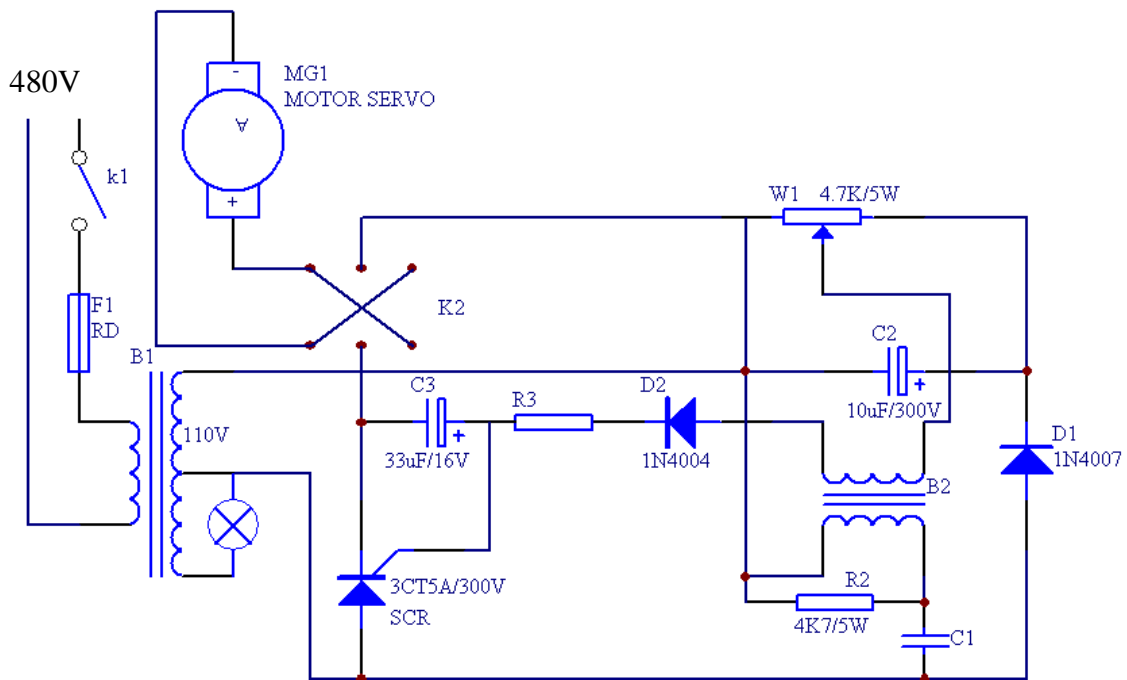 480V
k1
F1
RD
-
A
+
MG1
MOTOR SERVO
K2
W1 4.7K/5W
B1
110V
C3
+
33uF/16V
R3
D2
1N4004
C2
+
10uF/300V
D1
1N4007
B2
3CT5A/300V
SCR
R2
4K7/5W
C1